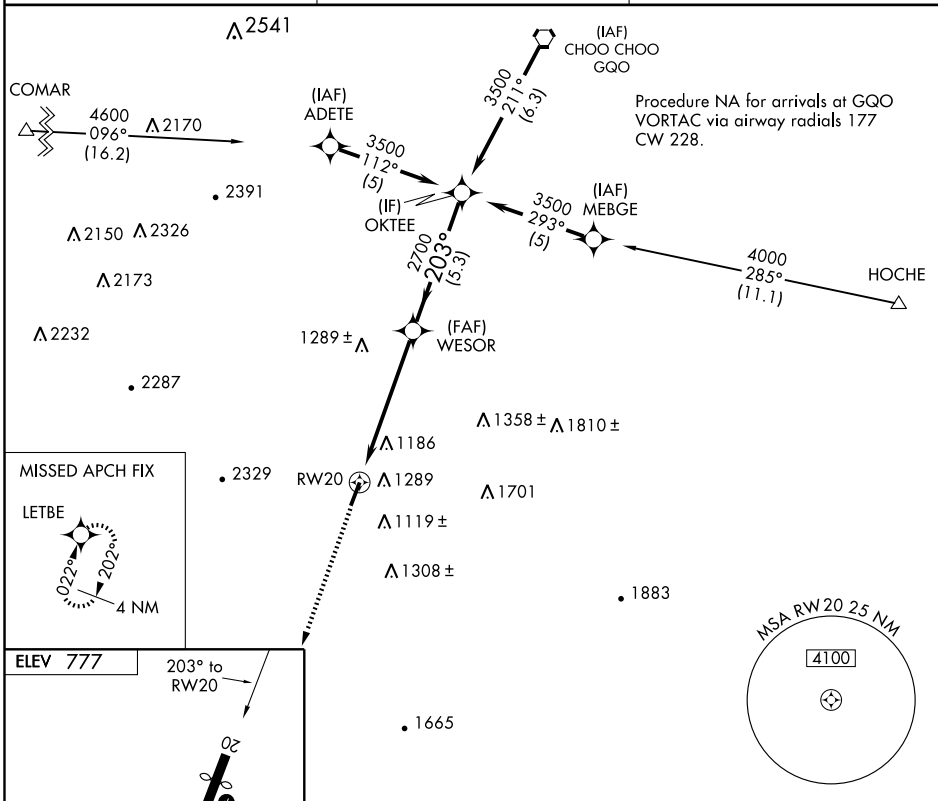 2541
(IAF)
CHOO CHOO
GQO
3500
211°
(6.3)
Procedure NA for arrivals at GQO
VORTAC via airway radials 177
CW 228.
COMAR
4600
096°
(16.2)
2170
(IAF)
ADETE
3500
112°
(5)
2391
(IF)
OKTEE
3500
293°
(5)
(IAF)
MEBGE
4000
285°
(11.1)
HOCHE
2150
2326
2173
2700
203°
(5.3)
2232
1289 ±
(FAF)
WESOR
2287
1358 ±
1810 ±
1186
MISSED APCH FIX
LETBE
022°
202°
4 NM
2329
RW20
1289
1701
1119 ±
1308 ±
1883
MSA RW20 25 NM
4100
ELEV 777
203° to
RW20
20
1665